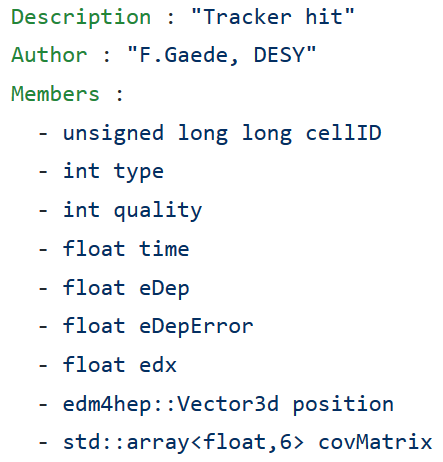 Description : "Tracker hit"
Author : "F.Gaede, DESY"
Members :
- unsigned long long cellID
- int type
- int quality
- float time
- float eDep
- float eDepError
- float edx
- edm4hep::Vector3d position
- std::array<float,6> covMatrix